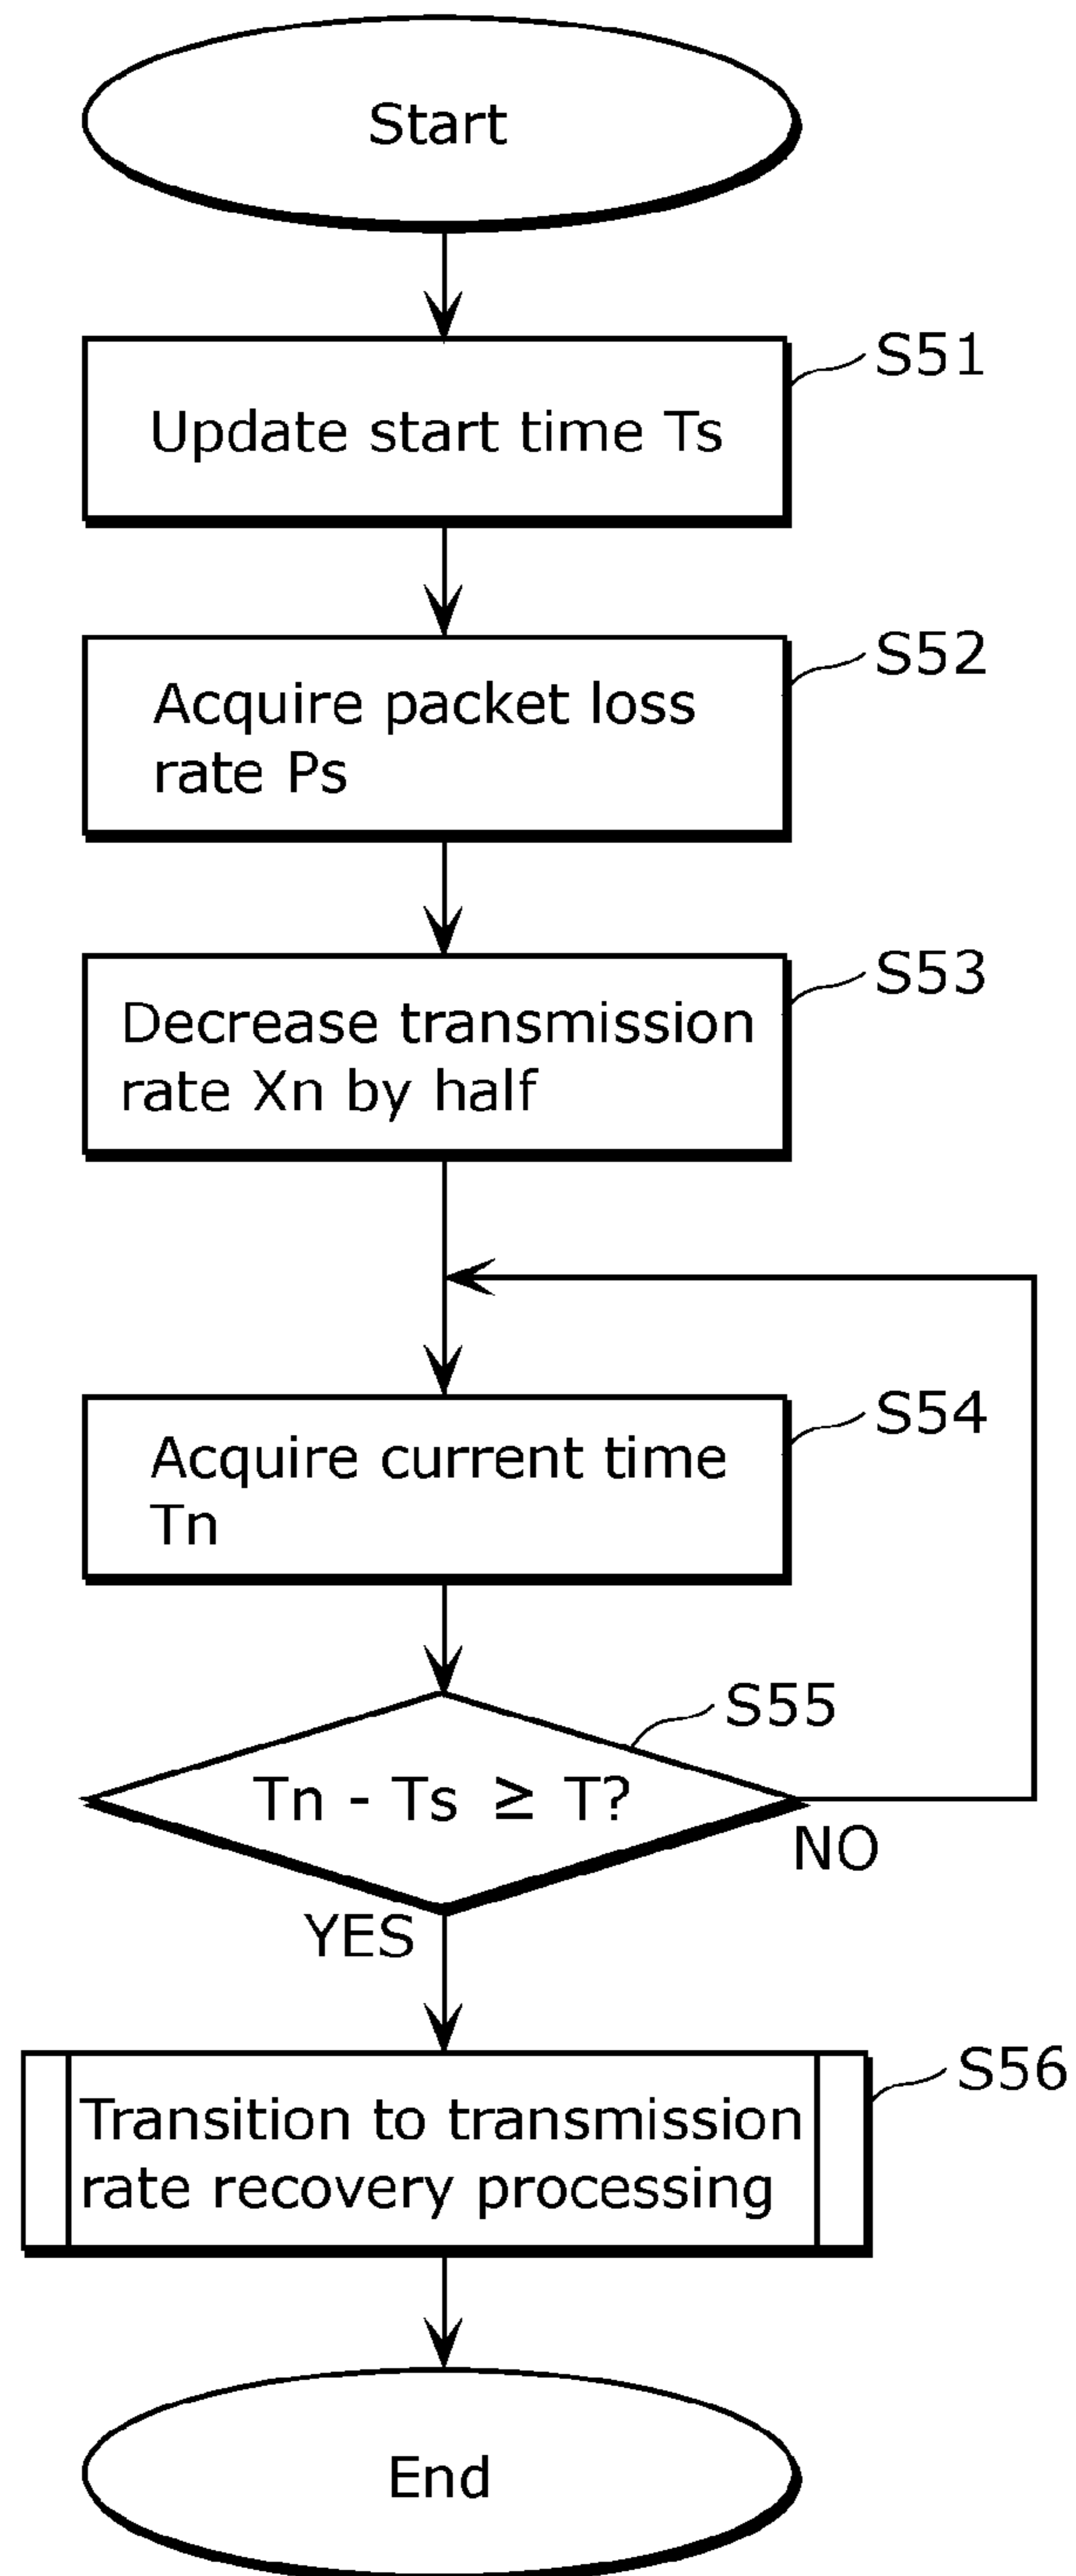 Start
S51
Update start time Ts
S52
Acquire packet loss
rate Ps
S53
Decrease transmission
rate Xn by half
S54
Acquire current time
Tn
S55
Tn - Ts ≥ T?
NO
YES
S56
Transition to transmission
rate recovery processing
End